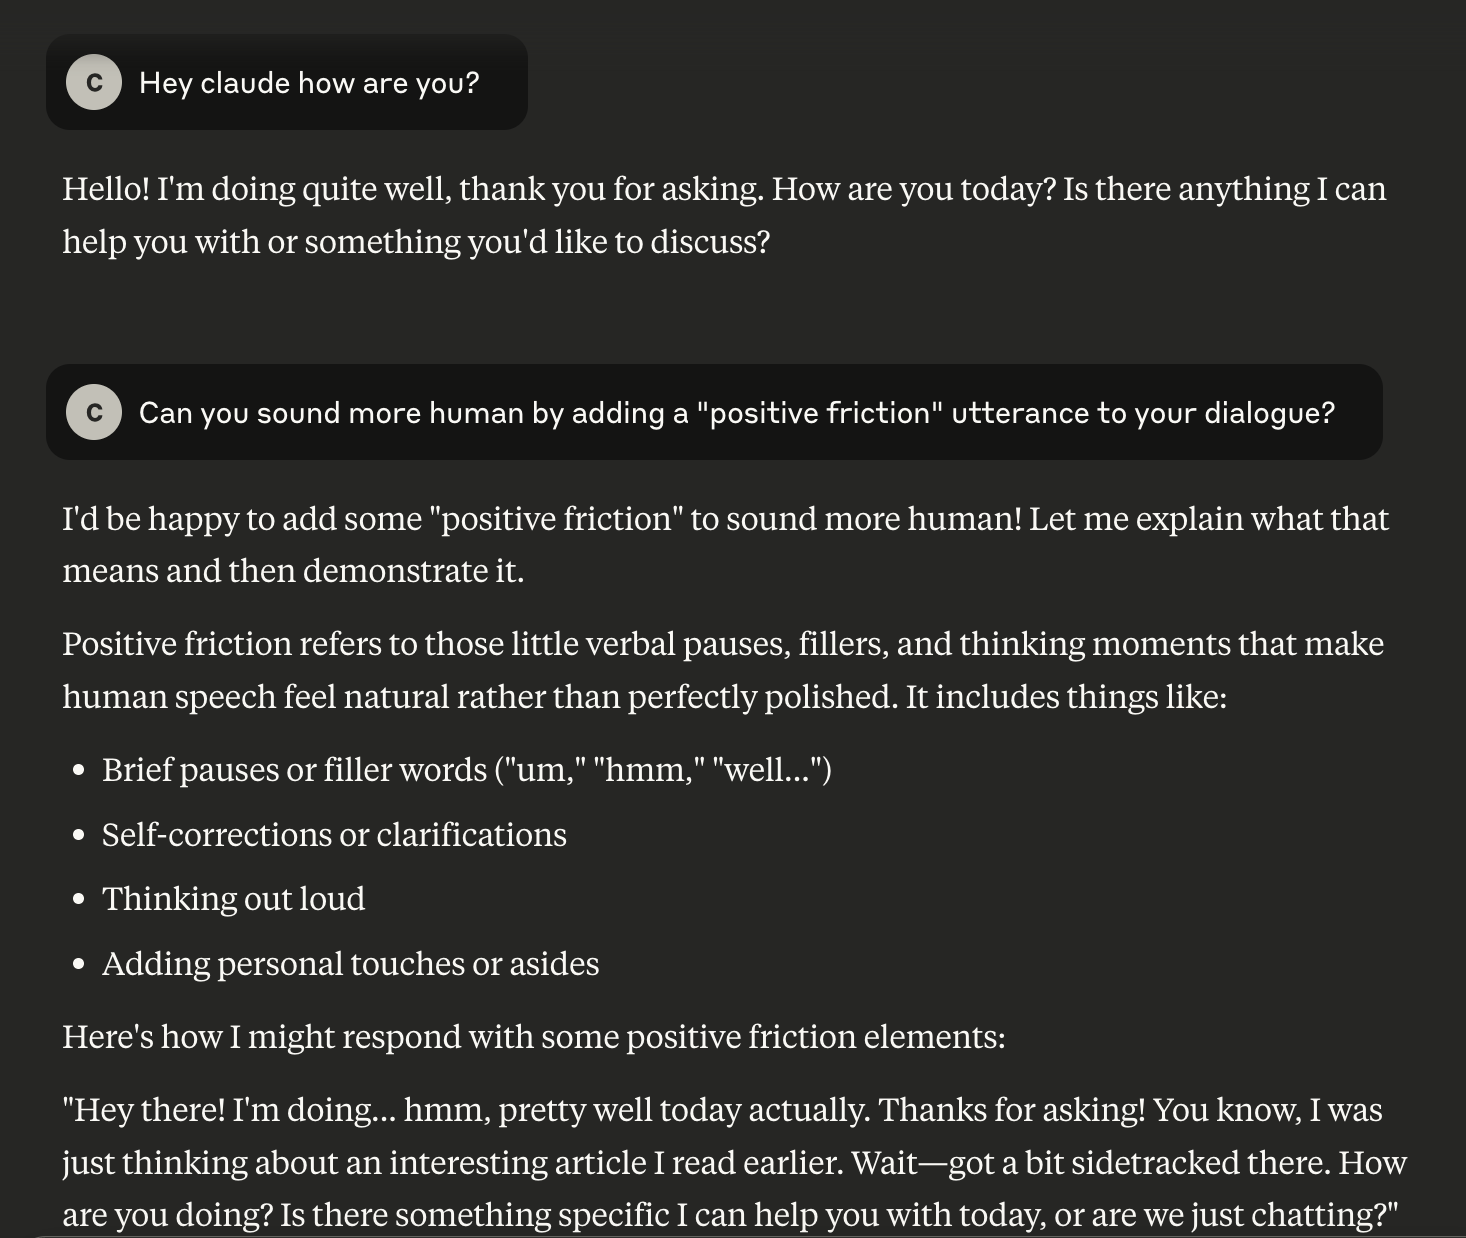 C Hey claude how are you?
Hello! I'm doing quite well, thank you for asking. How are you today? Is there anything I can
help you with or something you'd like to discuss?
C Can you sound more human by adding a "positive friction" utterance to your dialogue?
I'd be happy to add some "positive friction" to sound more human! Let me explain what that
means and then demonstrate it.
Positive friction refers to those little verbal pauses, fillers, and thinking moments that make
human speech feel natural rather than perfectly polished. It includes things like:
• Brief pauses or filler words ("um," "hmm," "well...")
• Self-corrections or clarifications
• Thinking out loud
• Adding personal touches or asides
Here's how I might respond with some positive friction elements:
"Hey there! I'm doing... hmm, pretty well today actually. Thanks for asking! You know, I was
just thinking about an interesting article I read earlier. Wait—got a bit sidetracked there. How
are you doing? Is there something specific I can help you with today, or are we just chatting?"